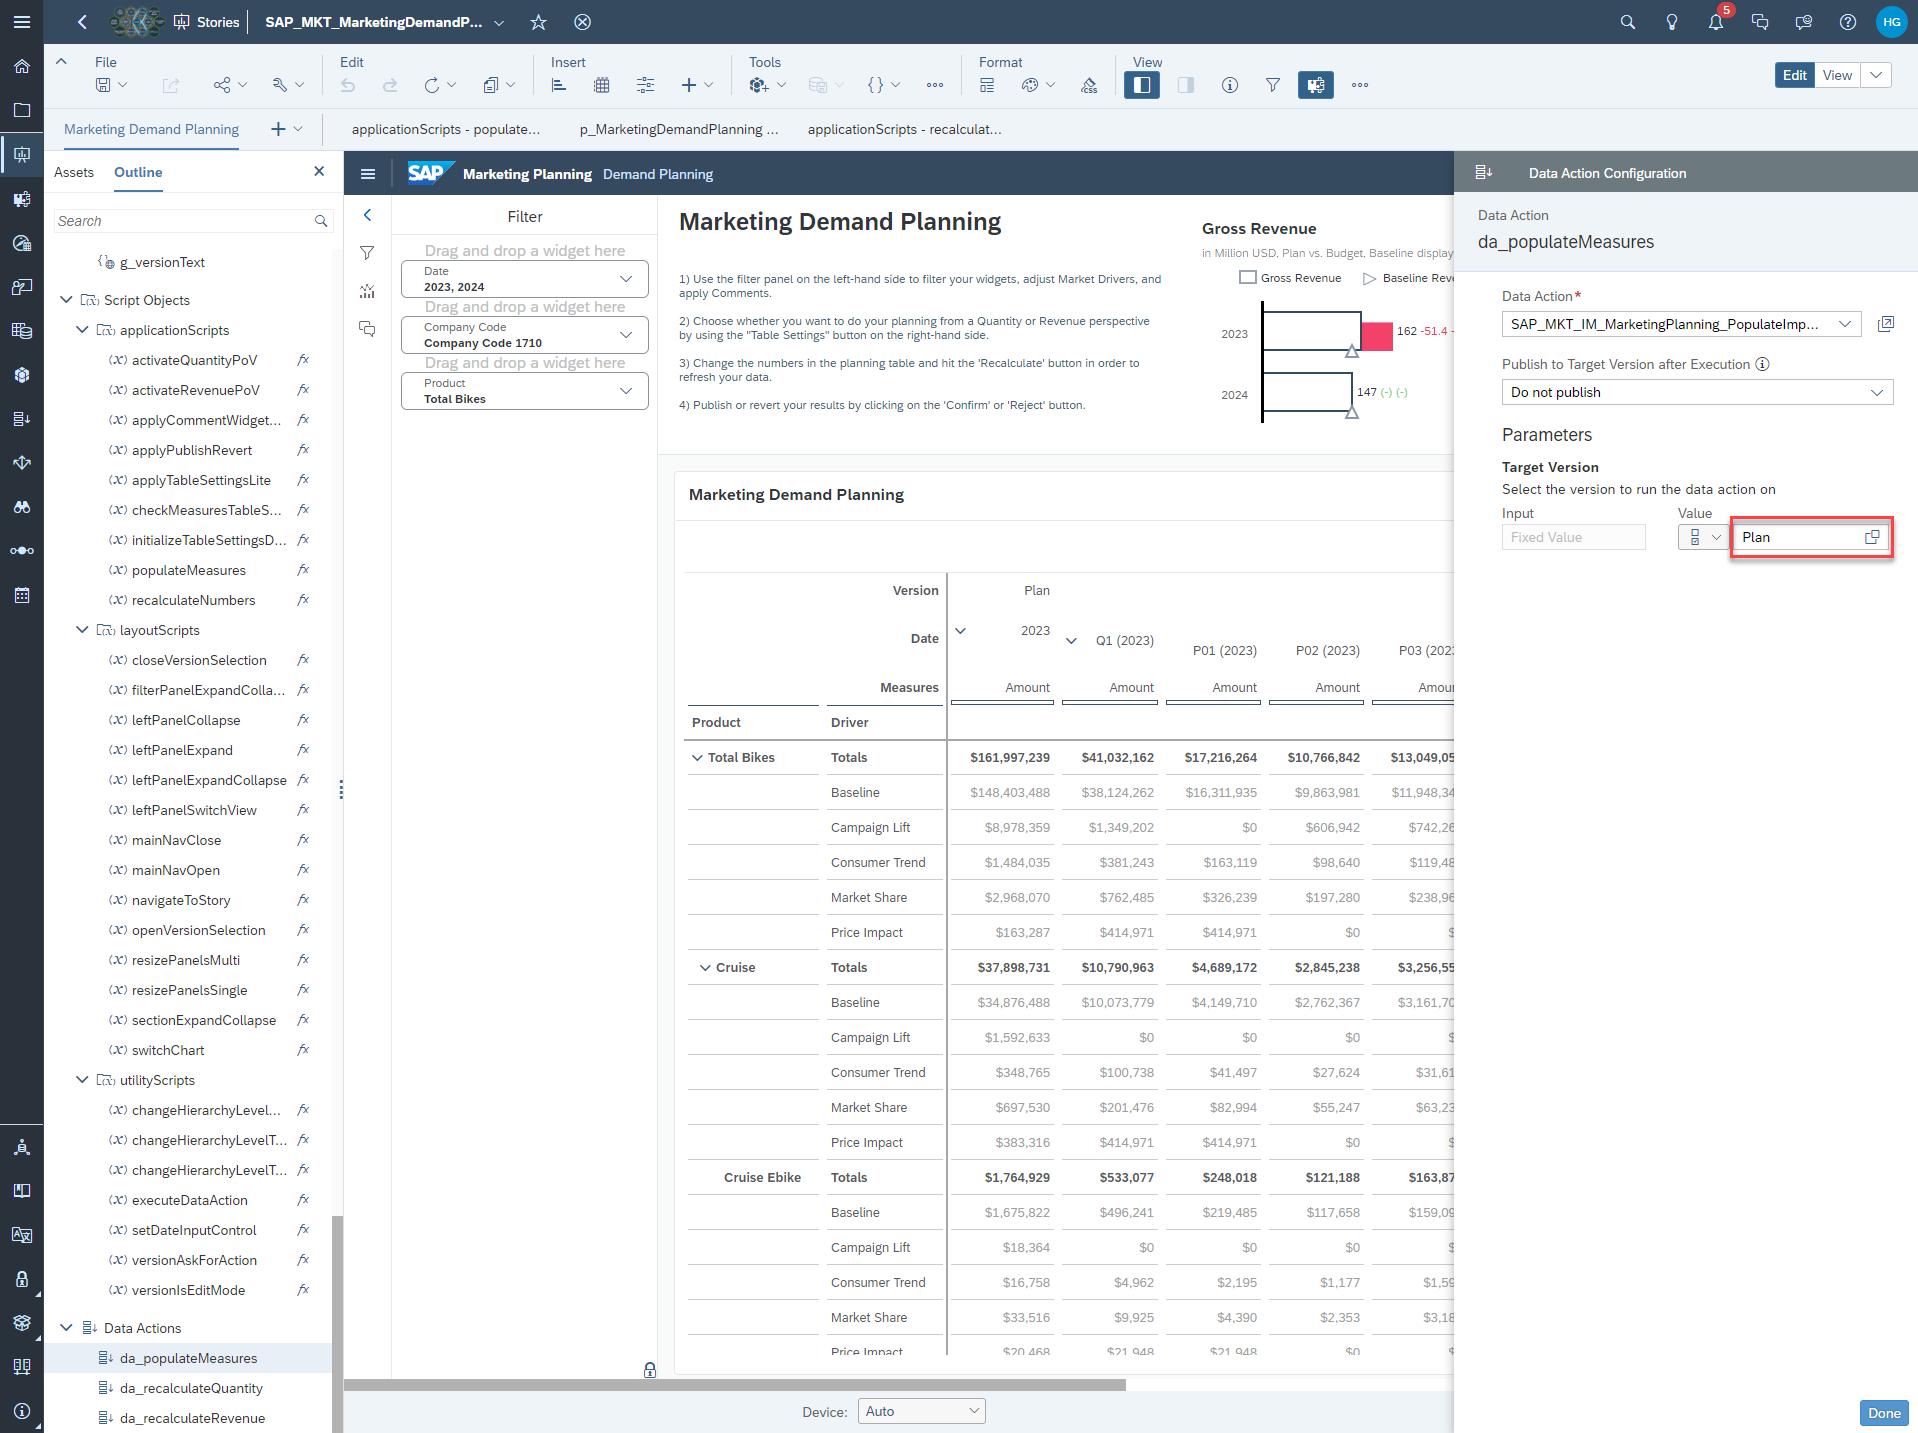 Stories
SAP_MKT_MarketingDemandP...
5
HG
File
Edit
Insert
Tools
Format
View
Edit
View
Marketing Demand Planning
applicationScripts - populate...
p_MarketingDemandPlanning ...
applicationScripts - recalculat...
Assets
Outline
Search
g_versionText
Script Objects
applicationScripts
activateQuantityPoV
activateRevenuePoV
applyCommentWidget...
applyPublishRevert
applyTableSettingsLite
checkMeasuresTableS...
initializeTableSettingsD...
populateMeasures
recalculateNumbers
layoutScripts
closeVersionSelection
filterPanelExpandColla...
leftPanelCollapse
leftPanelExpand
leftPanelExpandCollapse
leftPanelSwitchView
mainNavClose
mainNavOpen
navigateToStory
openVersionSelection
resizePanelsMulti
resizePanelsSingle
sectionExpandCollapse
switchChart
utilityScripts
changeHierarchyLevel...
changeHierarchyLevelT...
changeHierarchyLevelT...
executeDataAction
setDateInputControl
versionAskForAction
versionIsEditMode
Data Actions
da_populateMeasures
da_recalculateQuantity
da_recalculateRevenue
SAP Marketing Planning Demand Planning
Filter
Drag and drop a widget here
Date
2023, 2024
Drag and drop a widget here
Company Code
Company Code 1710
Drag and drop a widget here
Product
Total Bikes
Marketing Demand Planning
1) Use the filter panel on the left-hand side to filter your widgets, adjust Market Drivers, and
apply Comments.
2) Choose whether you want to do your planning from a Quantity or Revenue perspective
by using the "Table Settings" button on the right-hand side.
3) Change the numbers in the planning table and hit the 'Recalculate' button in order to
refresh your data.
4) Publish or revert your results by clicking on the 'Confirm' or 'Reject' button.
Gross Revenue
in Million USD, Plan vs. Budget, Baseline display
Gross Revenue Baseline Reve
2023 162 -51.4 -
2024 147 (-) (-)
Marketing Demand Planning
Version Plan
Date 2023 Q1 (2023) P01 (2023) P02 (2023) P03 (202
Measures Amount Amount Amount Amount Amou
Product Driver
Total Bikes Totals $161,997,239 $41,032,162 $17,216,264 $10,766,842 $13,049,05
Baseline $148,403,488 $38,124,262 $16,311,935 $9,863,981 $11,948,34
Campaign Lift $8,978,359 $1,349,202 $0 $606,942 $742,26
Consumer Trend $1,484,035 $381,243 $163,119 $98,640 $119,48
Market Share $2,968,070 $762,485 $326,239 $197,280 $238,96
Price Impact $163,287 $414,971 $414,971 $0 $
Cruise Totals $37,898,731 $10,790,963 $4,689,172 $2,845,238 $3,256,55
Baseline $34,876,488 $10,073,779 $4,149,710 $2,762,367 $3,161,70
Campaign Lift $1,592,633 $0 $0 $0 $
Consumer Trend $348,765 $100,738 $41,497 $27,624 $31,61
Market Share $697,530 $201,476 $82,994 $55,247 $63,23
Price Impact $383,316 $414,971 $414,971 $0 $
Cruise Ebike Totals $1,764,929 $533,077 $248,018 $121,188 $163,87
Baseline $1,675,822 $496,241 $219,485 $117,658 $159,09
Campaign Lift $18,364 $0 $0 $0 $
Consumer Trend $16,758 $4,962 $2,195 $1,177 $1,59
Market Share $33,516 $9,925 $4,390 $2,353 $3,18
Price Impact $20,468 $21,948 $21,948 $0 $
Device: Auto
Data Action Configuration
Data Action
da_populateMeasures
Data Action*
SAP_MKT_IM_MarketingPlanning_PopulateImp...
Publish to Target Version after Execution
Do not publish
Parameters
Target Version
Select the version to run the data action on
Input Value
Fixed Value Plan
Done